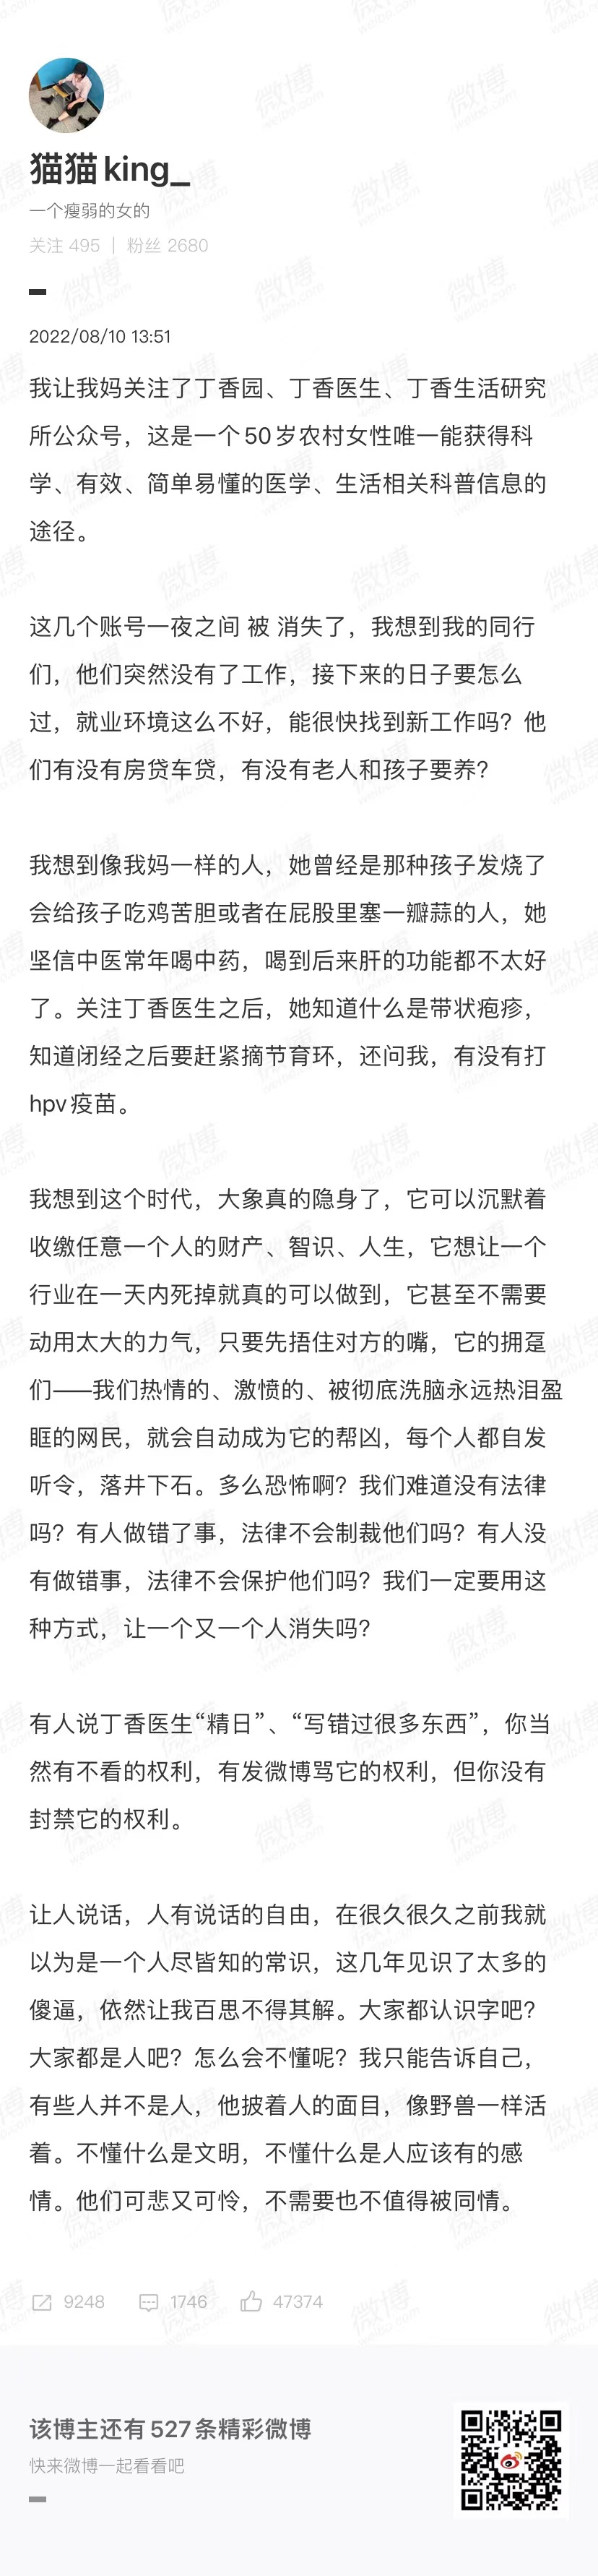 猫猫king_
一个瘦弱的女的
关注 495 | 粉丝 2680
2022/08/10 13:51
我让我妈关注了丁香园、丁香医生、丁香生活研究
所公众号，这是一个50岁农村女性唯一能获得科
学、有效、简单易懂的医学、生活相关科普信息的
途径。
这几个账号一夜之间 被 消失了，我想到我的同行
们，他们突然没有了工作，接下来的日子要怎么
过，就业环境这么不好，能很快找到新工作吗？他
们有没有房贷车贷，有没有老人和孩子要养？
我想到像我妈一样的人，她曾经是那种孩子发烧了
会给孩子吃鸡苦胆或者在屁股里塞一瓣蒜的人，她
坚信中医常年喝中药，喝到后来肝的功能都不太好
了。关注丁香医生之后，她知道什么是带状疱疹，
知道闭经之后要赶紧摘节育环，还问我，有没有打
hpv疫苗。
我想到这个时代，大象真的隐身了，它可以沉默着
收缴任意一个人的财产、智识、人生，它想让一个
行业在一天内死掉就真的可以做到，它甚至不需要
动用太大的力气，只要先捂住对方的嘴，它的拥趸
们——我们热情的、激愤的、被彻底洗脑永远热泪盈
眶的网民，就会自动成为它的帮凶，每个人都自发
听令，落井下石。多么恐怖啊？我们难道没有法律
吗？有人做错了事，法律不会制裁他们吗？有人没
有做错事，法律不会保护他们吗？我们一定要用这
种方式，让一个又一个人消失吗？
有人说丁香医生“精日”、“写错过很多东西”，你当
然有不看的权利，有发微博骂它的权利，但你没有
封禁它的权利。
让人说话，人有说话的自由，在很久很久之前我就
以为是一个人尽皆知的常识，这几年见识了太多的
傻逼，依然让我百思不得其解。大家都认识字吧？
大家都是人吧？怎么会不懂呢？我只能告诉自己，
有些人并不是人，他披着人的面目，像野兽一样活
着。不懂什么是文明，不懂什么是人应该有的感
情。他们可悲又可怜，不需要也不值得被同情。
9248 1746 47374
该博主还有527条精彩微博
快来微博一起看看吧